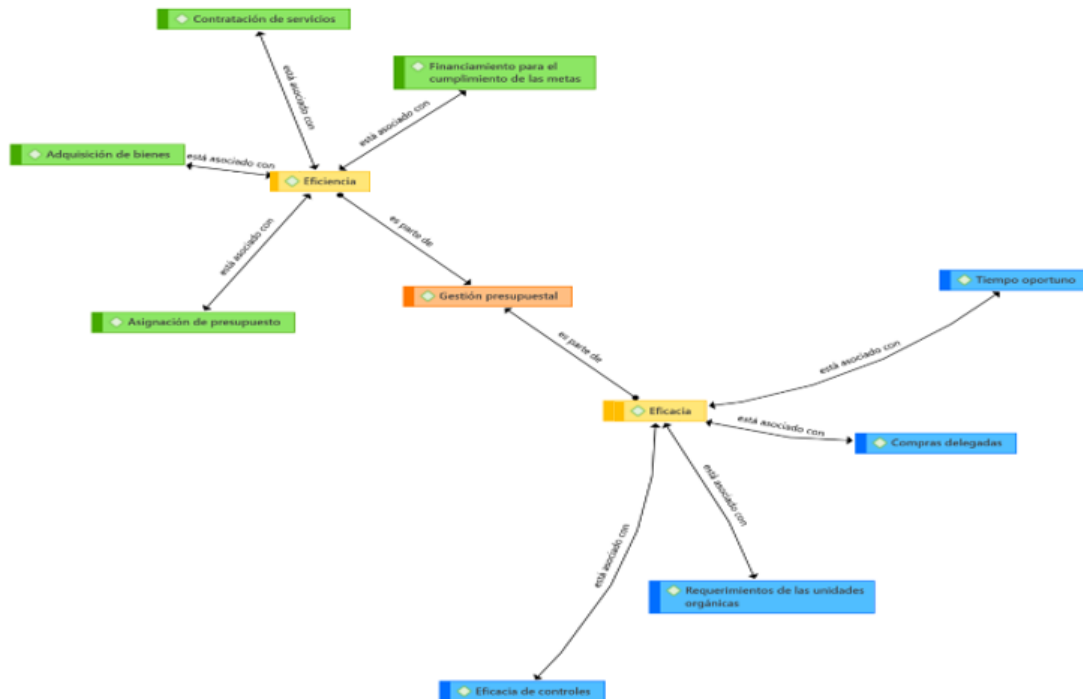 Contratación de servicios
Financiamiento para el
cumplimiento de las metas
está asociado con
está asociado con
Adquisición de bienes
está asociado con
Eficiencia
está asociado con
es parte de
Asignación de presupuesto
Gestión presupuestal
Tiempo oportuno
es parte de
está asociado con
Eficacia
está asociado con
Compras delegadas
está asociado con
está asociado con
Requerimientos de las unidades
orgánicas
Eficacia de controles